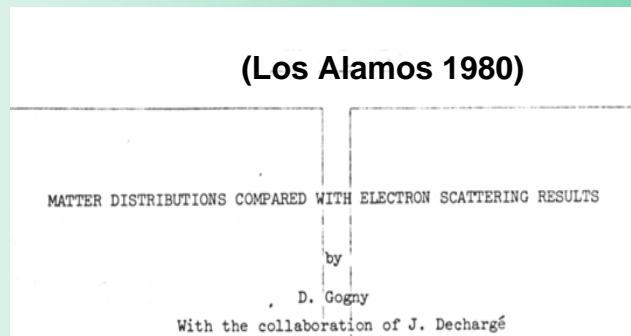 (Los Alamos 1980)
MATTER DISTRIBUTIONS COMPARED WITH ELECTRON SCATTERING RESULTS
by
D. Gogny
With the collaboration of J. Dechargé